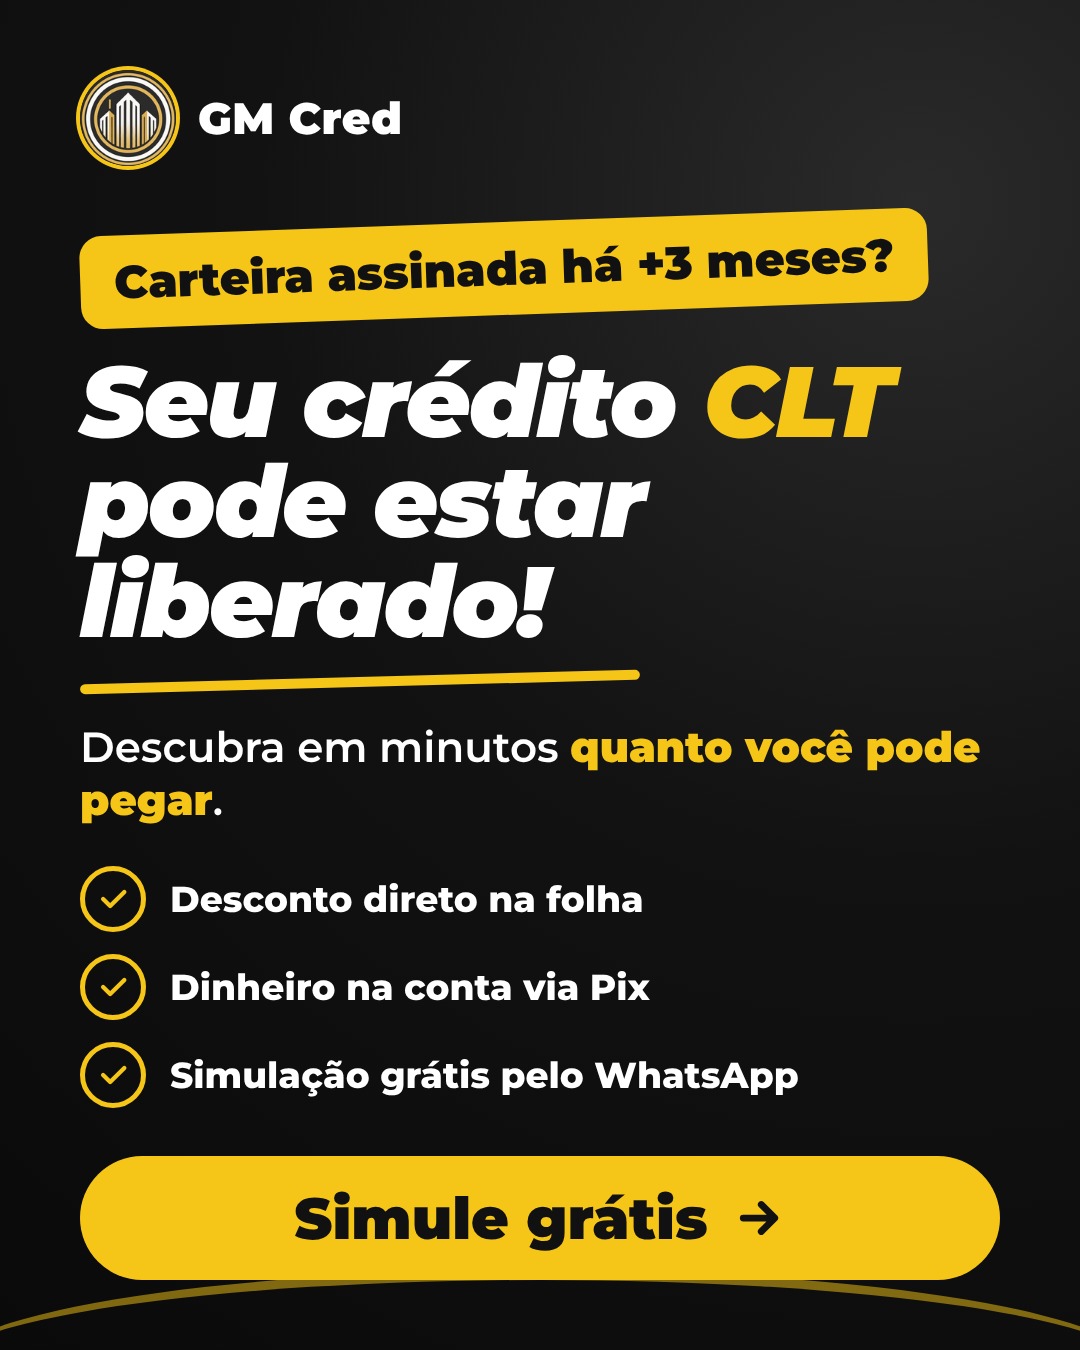 GM Cred
Carteira assinada há +3 meses?
Seu crédito CLT
pode estar
liberado!
Descubra em minutos quanto você pode
pegar.
Desconto direto na folha
Dinheiro na conta via Pix
Simulação grátis pelo WhatsApp
Simule grátis →